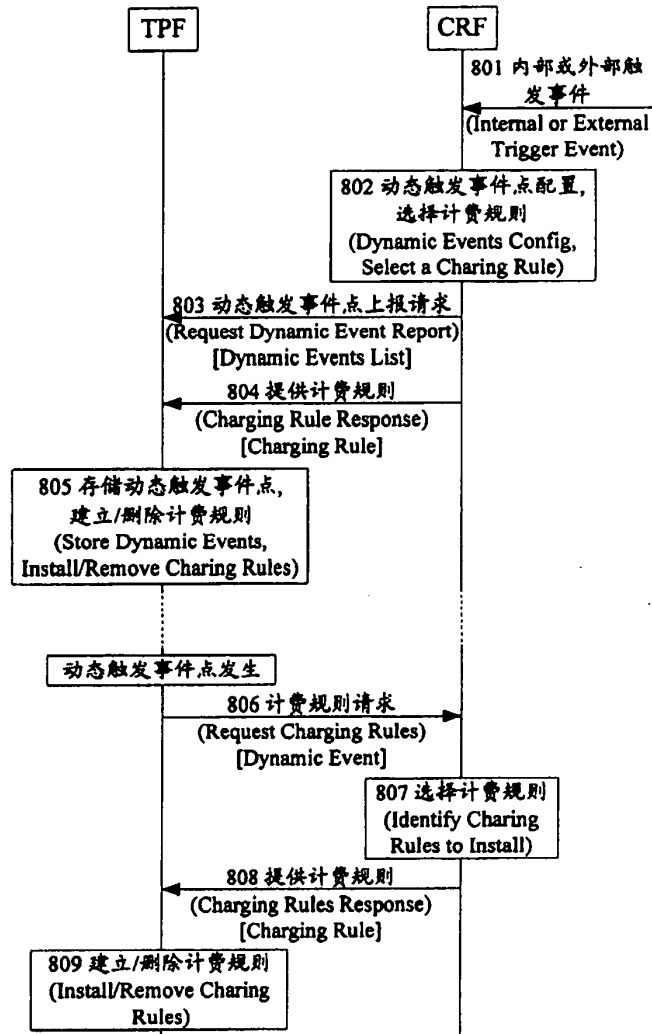 TPF
CRF
801 内部或外部触
发事件
(Internal or External
Trigger Event)
802 动态触发事件点配置,
选择计费规则
(Dynamic Events Config,
Select a Charing Rule)
803 动态触发事件点上报请求
(Request Dynamic Event Report)
[Dynamic Events List]
804 提供计费规则
(Charging Rule Response)
[Charging Rule]
805 存储动态触发事件点,
建立/删除计费规则
(Store Dynamic Events,
Install/Remove Charing Rules)
动态触发事件点发生
806 计费规则请求
(Request Charging Rules)
[Dynamic Event]
807 选择计费规则
(Identify Charing
Rules to Install)
808 提供计费规则
(Charging Rules Response)
[Charging Rule]
809 建立/删除计费规则
(Install/Remove Charing
Rules)